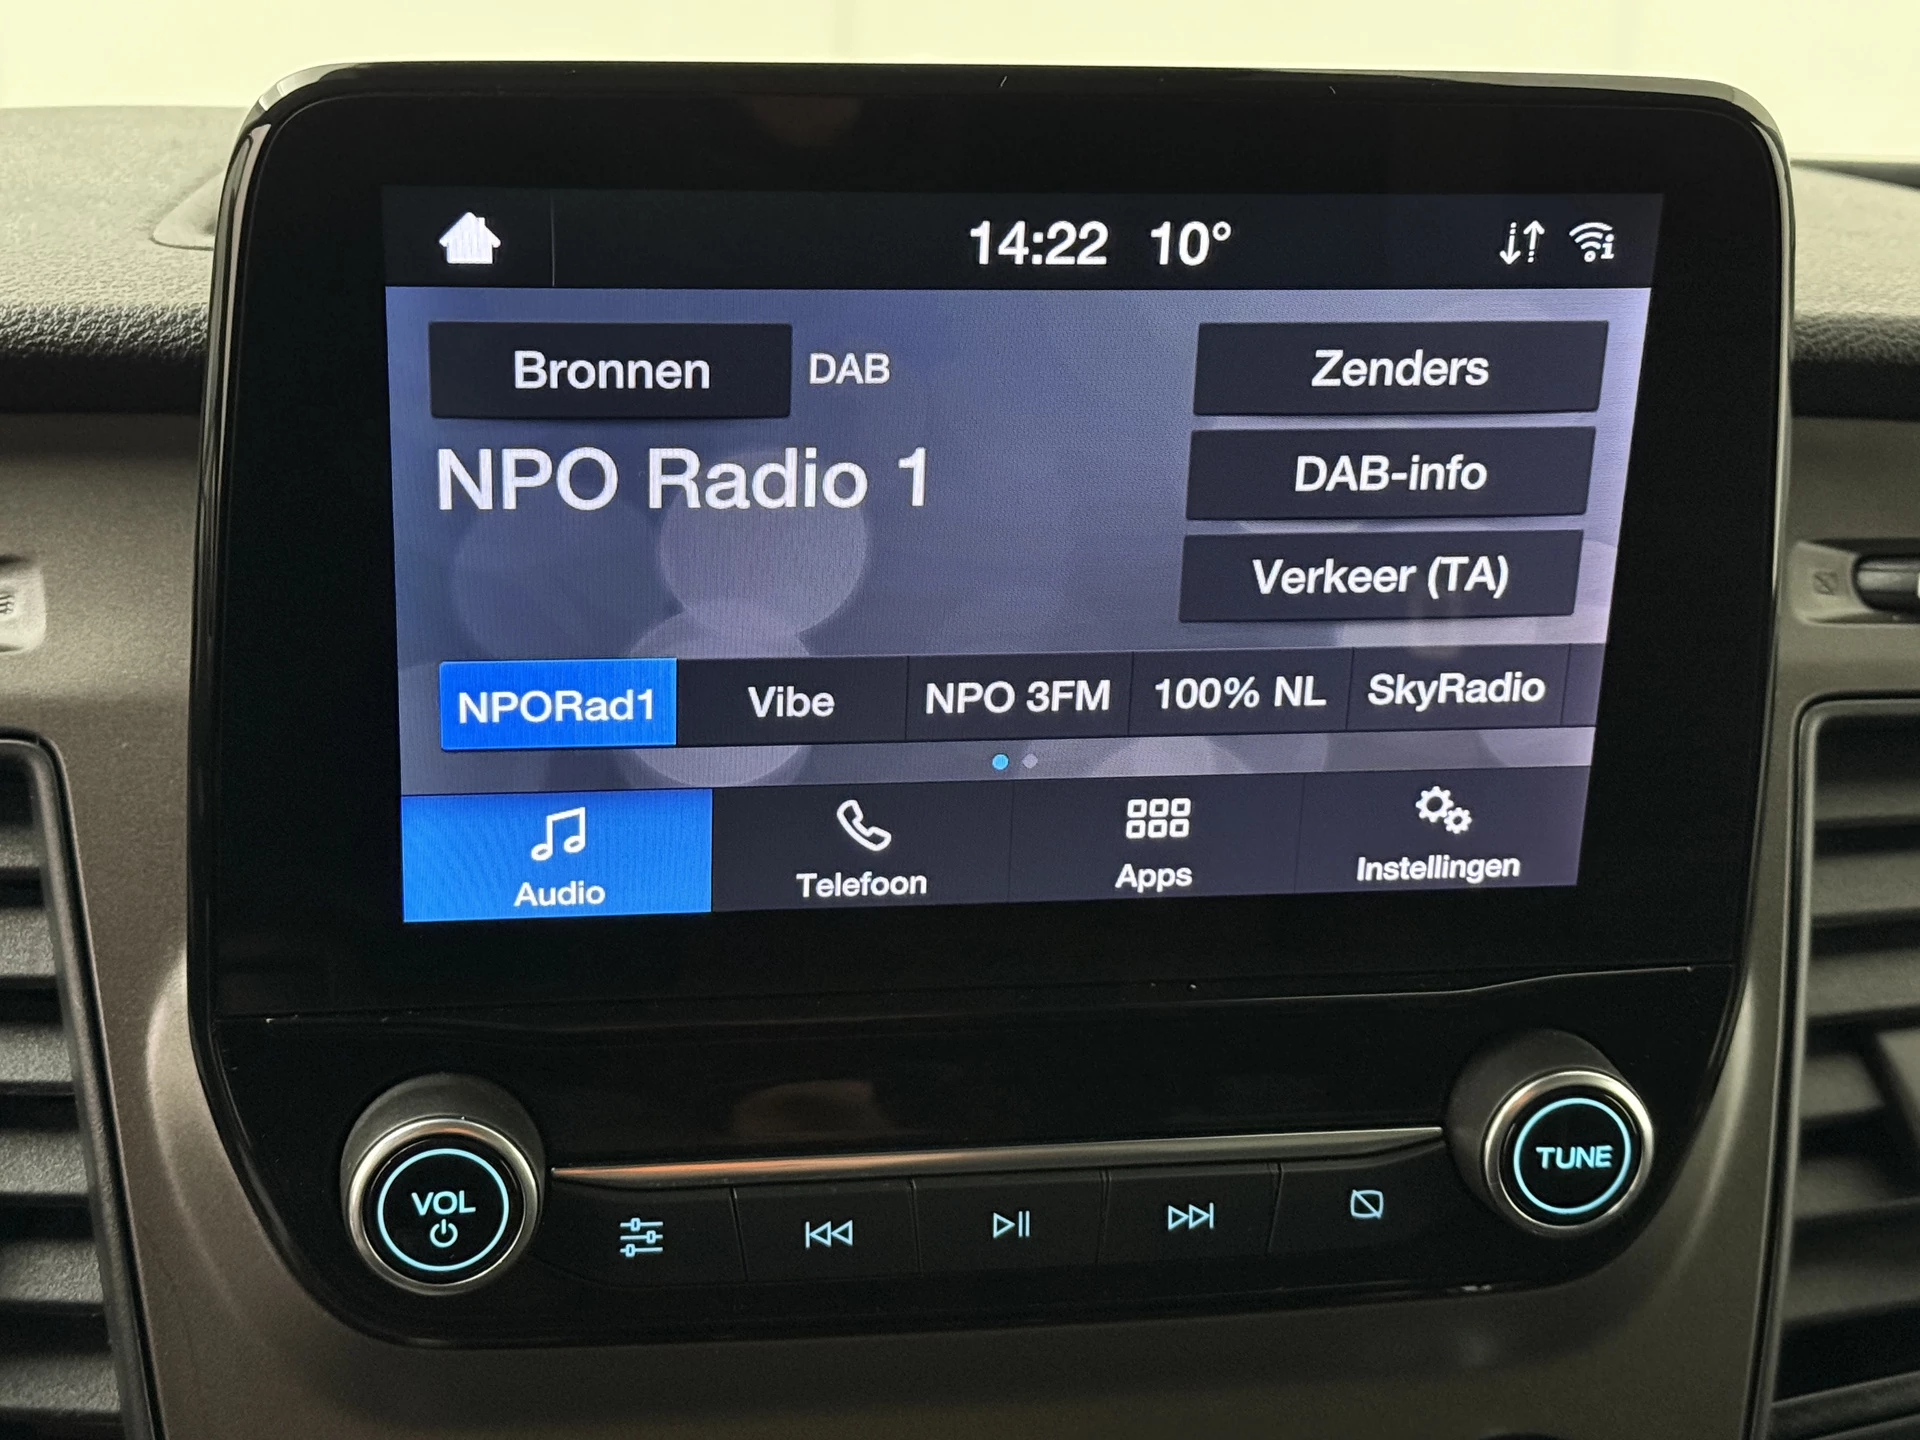 14:22 10°
Bronnen DAB
Zenders
NPO Radio 1
DAB-info
Verkeer (TA)
NPORad1 Vibe NPO 3FM 100% NL SkyRadio
Audio Telefoon Apps Instellingen
VOL
TUNE